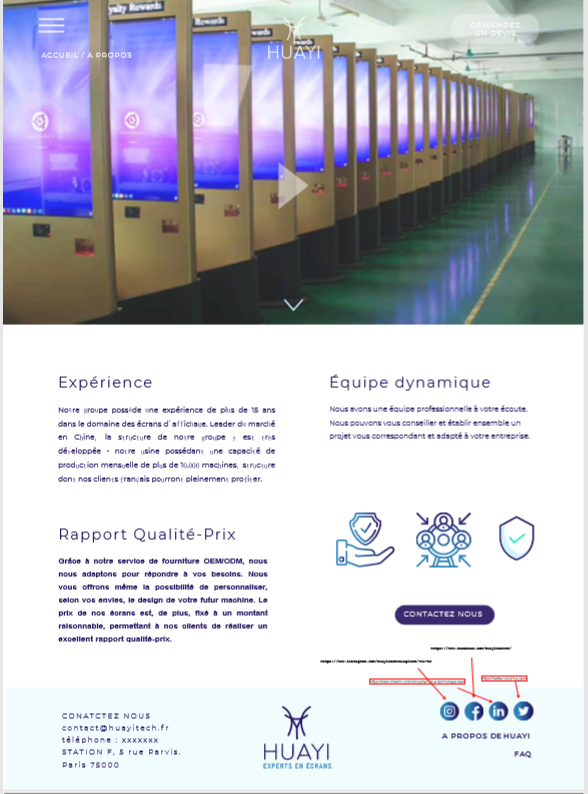 yalty Rewards
Rewards
DEMANDEZ
UN DEVIS
HUAYI
ACCUEIL / A PROPOS
Expérience
Notre groupe possède une expérience de plus de 15 ans
dans le domaine des écrans d'affichage. Leader du marché
en Chine, la structure de notre groupe y est très
développée - notre usine possédant une capacité de
production mensuelle de plus de 10.000 machines, structure
dont nos clients français pourront pleinement profiter.
Équipe dynamique
Nous avons une équipe professionnelle à votre écoute.
Nous pouvons vous conseiller et établir ensemble un
projet vous correspondant et adapté à votre entreprise.
Rapport Qualité-Prix
Grâce à notre service de fourniture OEM/ODM, nous
nous adaptons pour répondre à vos besoins. Nous
vous offrons même la possibilité de personnaliser,
selon vos envies, le design de votre futur machine. Le
prix de nos écrans est, de plus, fixé à un montant
raisonnable, permettant à nos clients de réaliser un
excellent rapport qualité-prix.
CONTACTEZ NOUS
CONATCTEZ NOUS
contact@huayitech.fr
téléphone : xxxxxxx
STATION F, 5 rue Parvis.
Paris 75000
HUAYI
EXPERTS EN ÉCRANS
A PROPOS DE HUAYI
FAQ